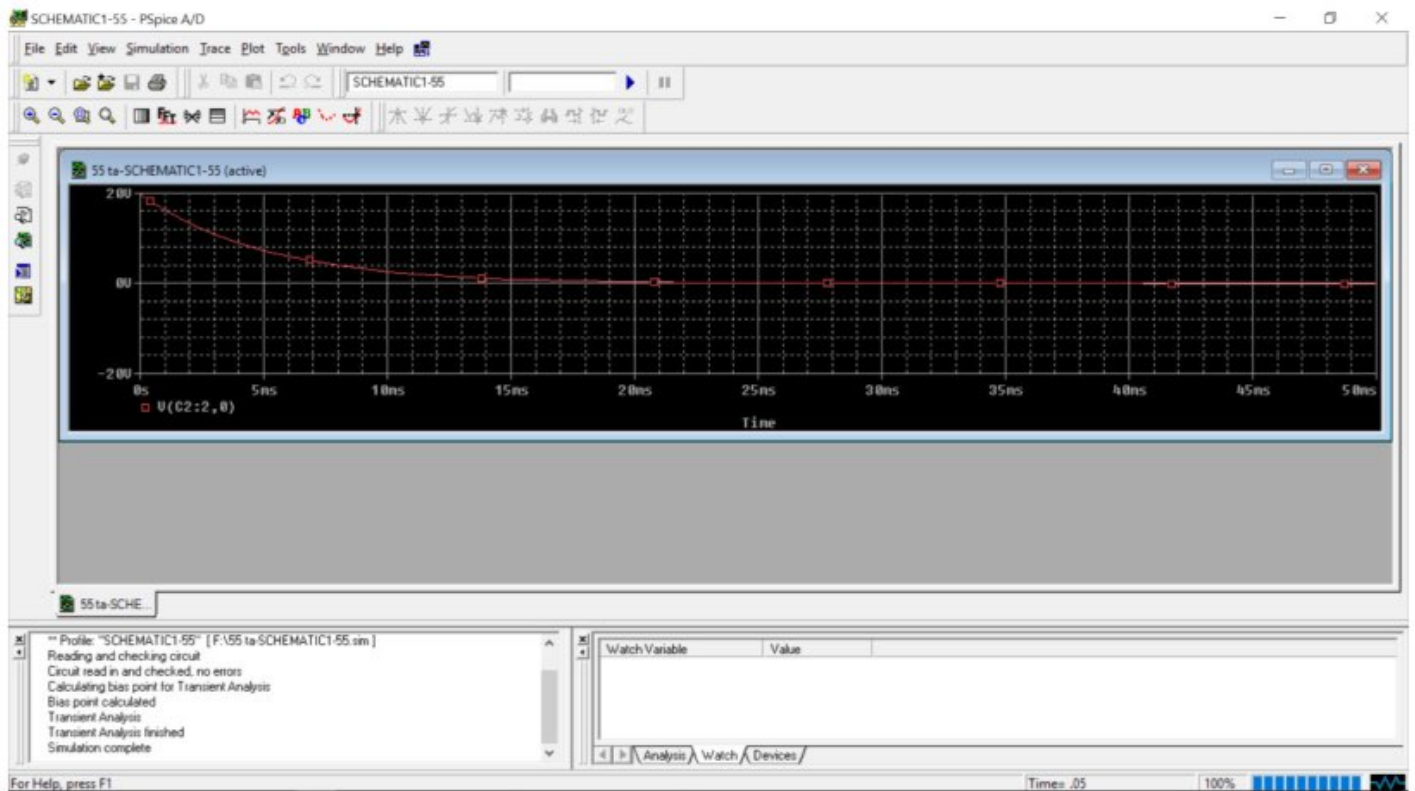 SCHEMATIC1-55 - PSpice A/D
File Edit View Simulation Trace Plot Tools Window Help
SCHEMATIC1-55
FFT
55 ta-SCHEMATIC1-55 (active)
20V
0V
-20V
0s 5ms 10ms 15ms 20ms 25ms 30ms 35ms 40ms 45ms 50ms
V(C2:2,0)
Time
55 ta-SCHE...
** Profile: "SCHEMATIC1-55" [ F:\55 ta-SCHEMATIC1-55.sim ]
Reading and checking circuit
Circuit read in and checked, no errors
Calculating bias point for Transient Analysis
Bias point calculated
Transient Analysis
Transient Analysis finished
Simulation complete
Watch Variable Value
Analysis Watch Devices
For Help, press F1 Time= .05 100%